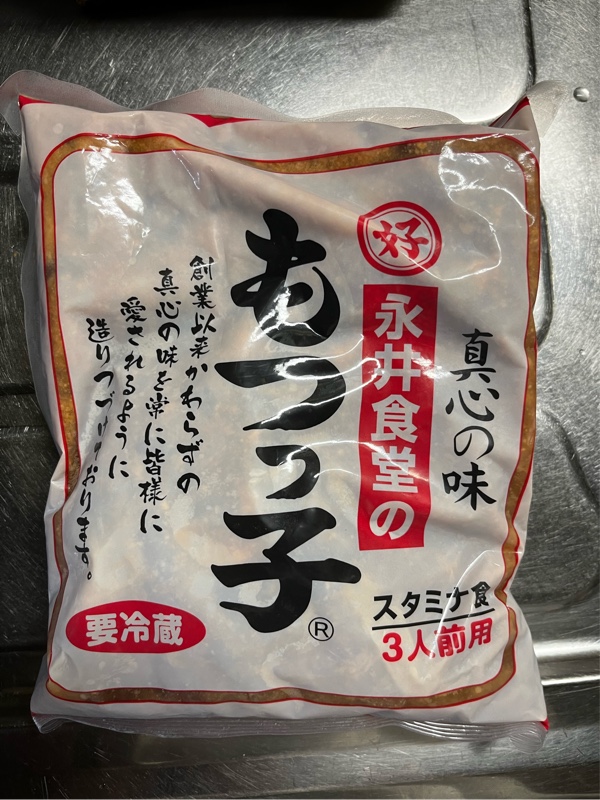 真心の味
好
永井食堂の
もつっ子
®
創業以来かわらずの
真心の味を常に皆様に
愛されるように
造りつづけております。
要冷蔵
スタミナ食
3人前用